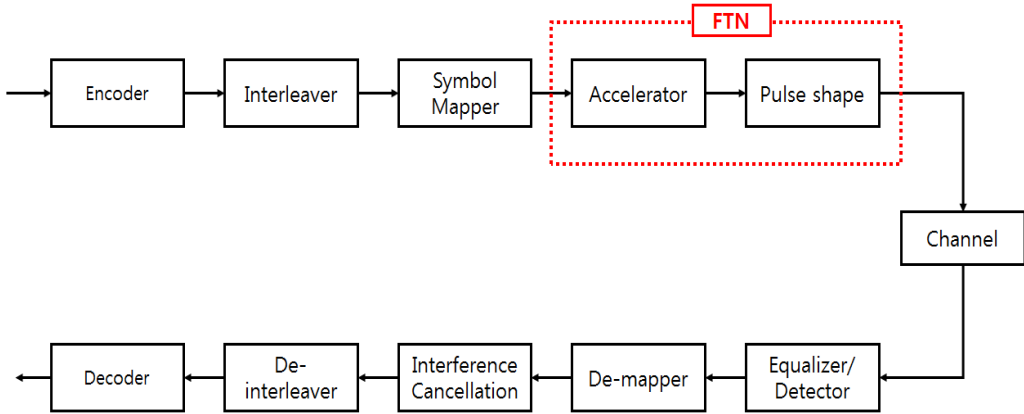 FTN
Encoder
Interleaver
Symbol
Mapper
Accelerator
Pulse shape
Channel
Decoder
De-
interleaver
Interference
Cancellation
De-mapper
Equalizer/
Detector